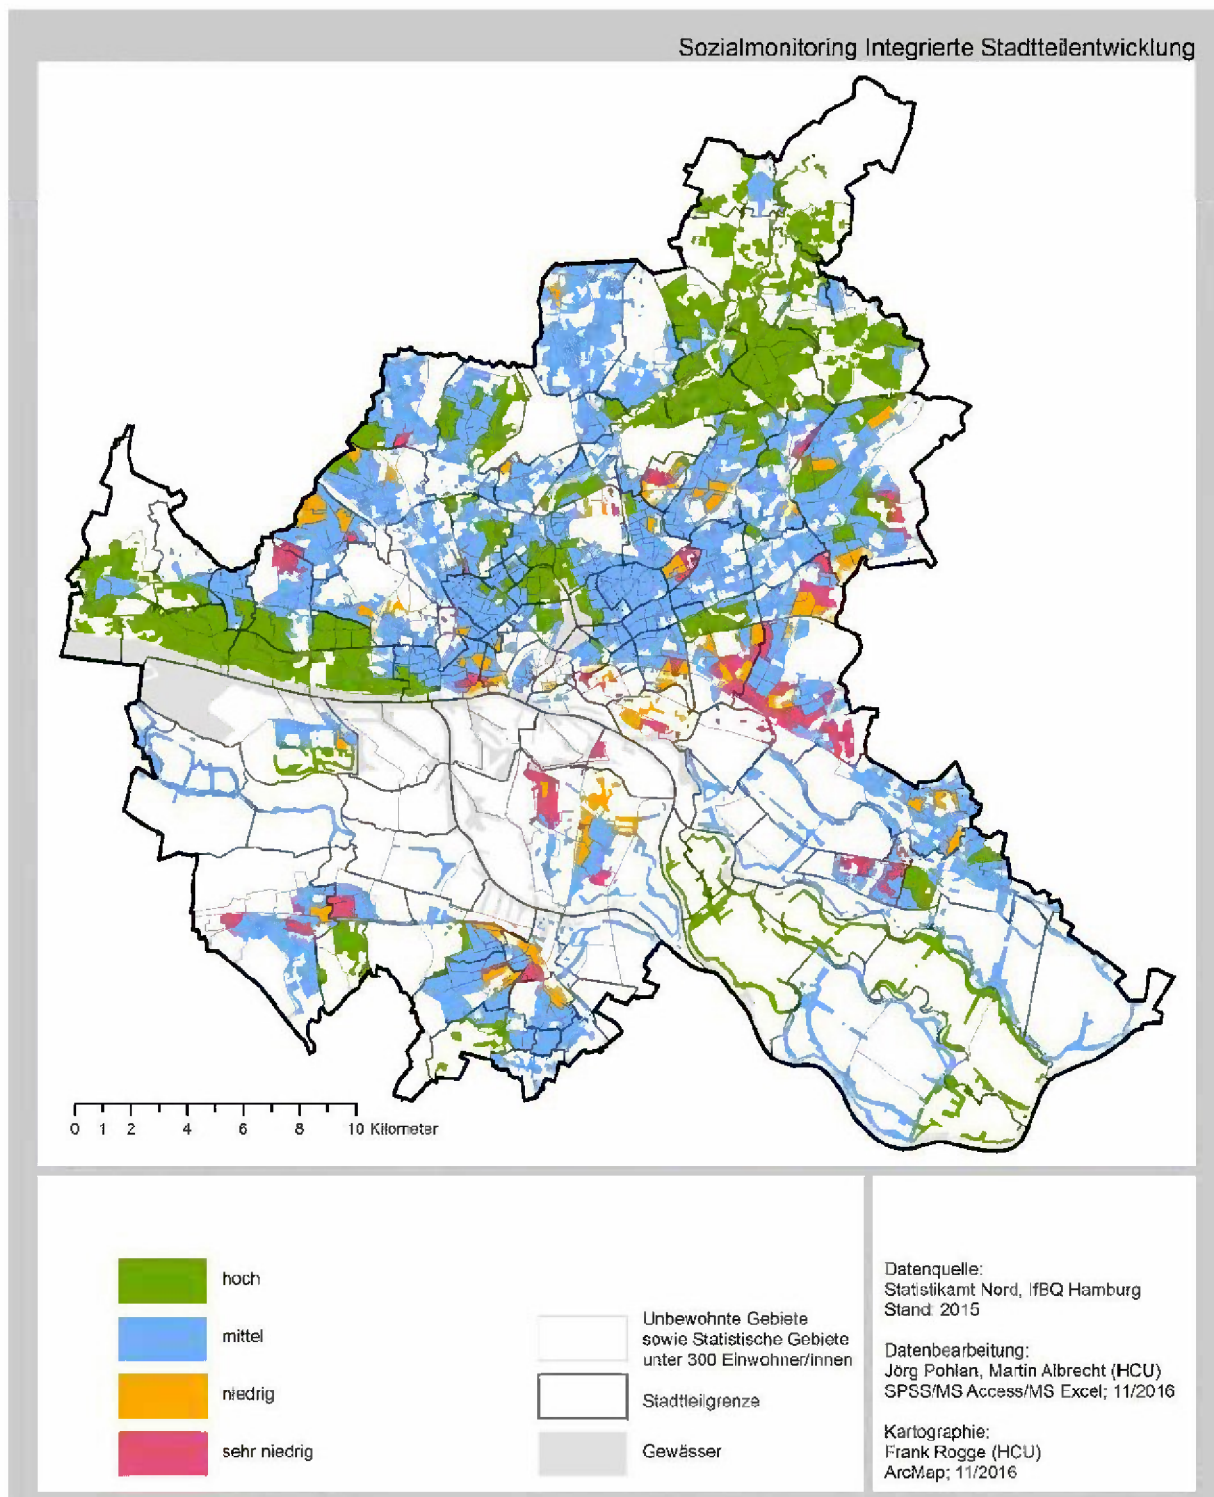 Sozialmonitoring Integrierte Stadtteilentwicklung
0 1 2 4 6 8 10 Kilometer
hoch
mittel
niedrig
sehr niedrig
Unbewohnte Gebiete
sowie Statistische Gebiete
unter 300 Einwohner/innen
Stadtteilgrenze
Gewässer
Datenquelle:
Statistikamt Nord, IfBQ Hamburg
Stand: 2015
Datenbearbeitung:
Jörg Pohlan, Martin Albrecht (HCU)
SPSS/MS Access/MS Excel; 11/2016
Kartographie:
Frank Rogge (HCU)
ArcMap; 11/2016